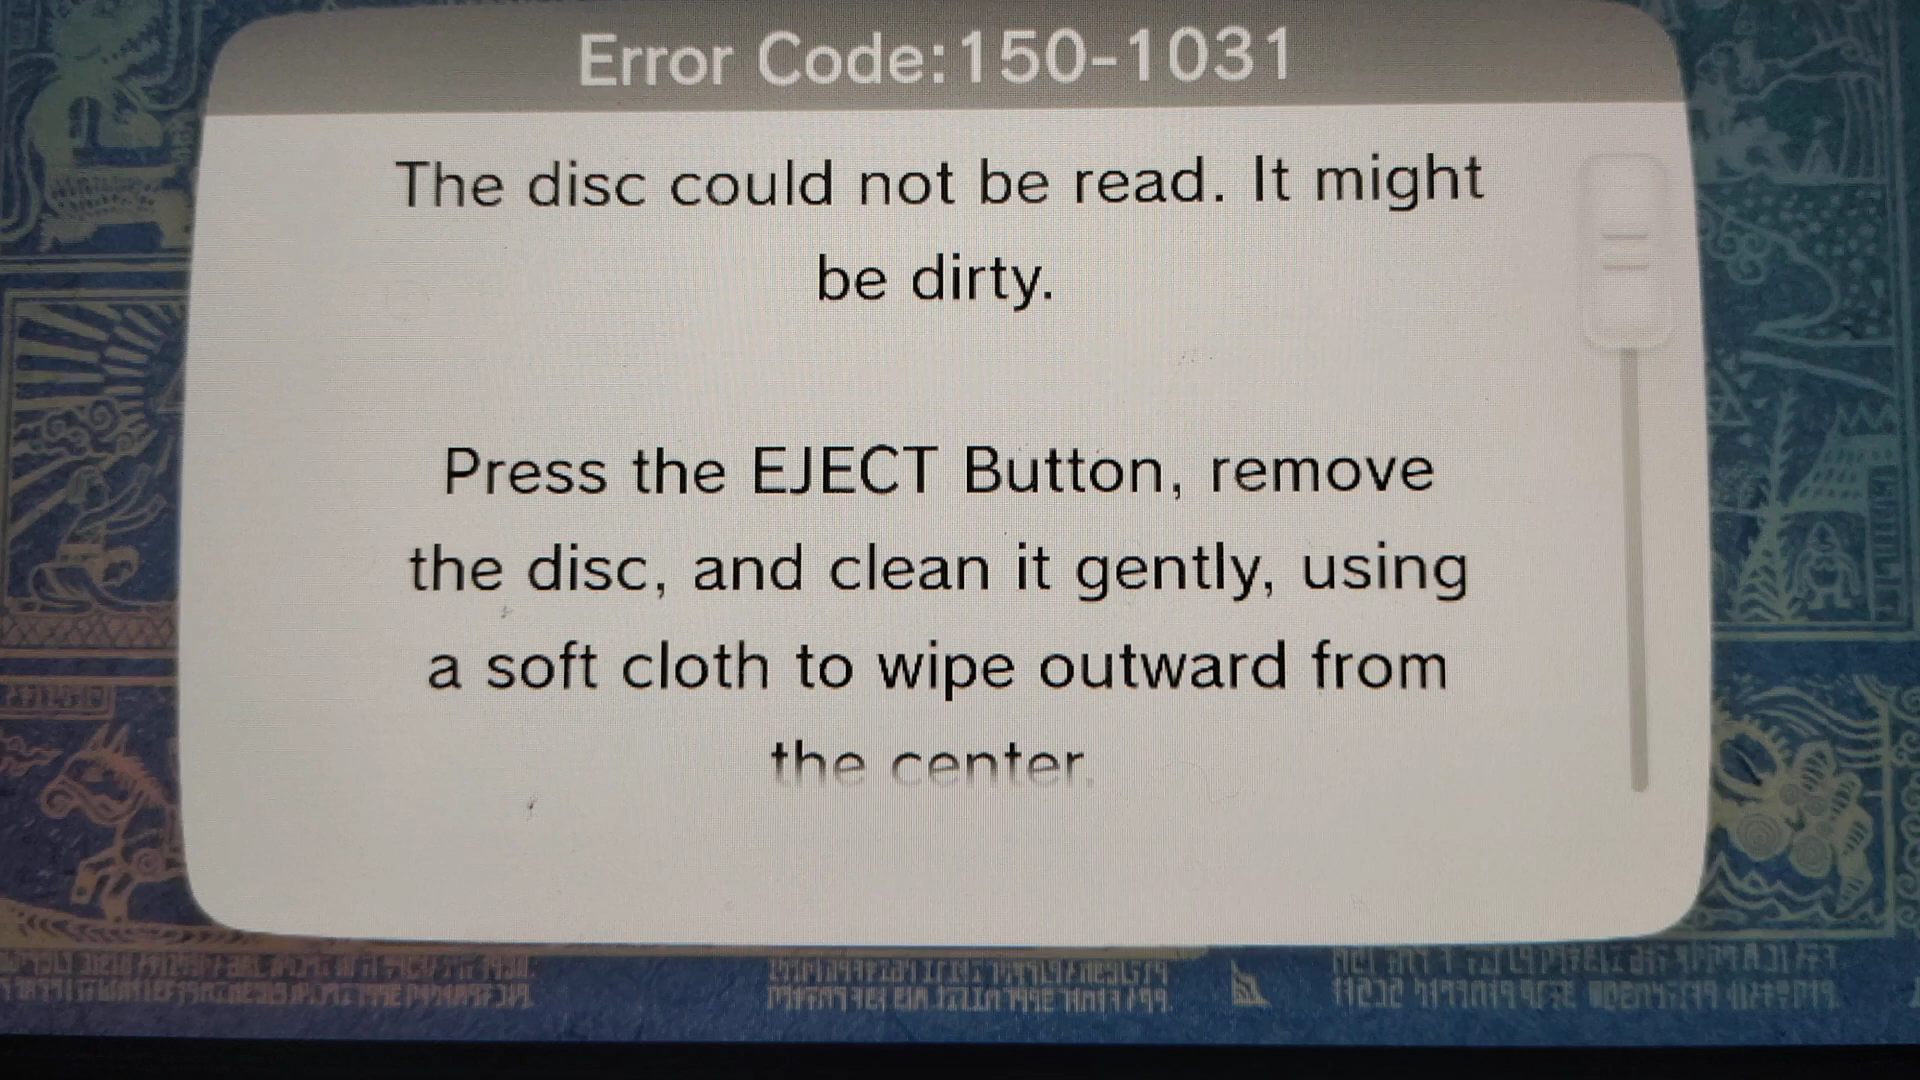 Error Code:150-1031
The disc could not be read. It might
be dirty.
Press the EJECT Button, remove
the disc, and clean it gently, using
a soft cloth to wipe outward from
the center.